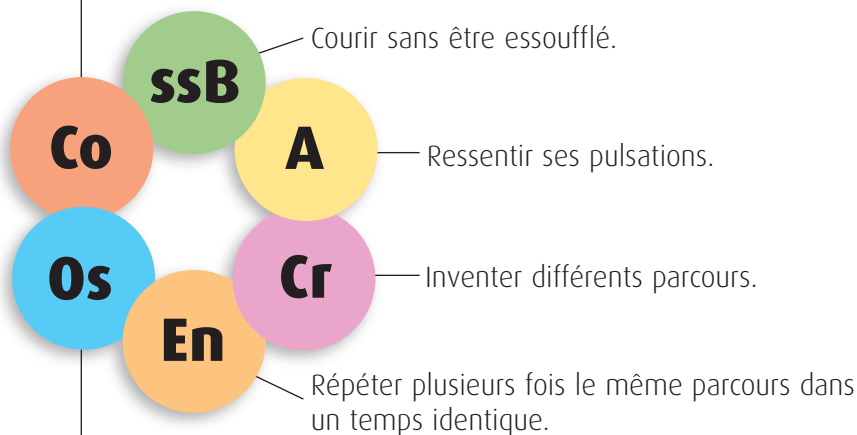 ssB
Courir sans être essoufflé.
Co
A
Ressentir ses pulsations.
Os
Cr
Inventer différents parcours.
En
Répéter plusieurs fois le même parcours dans
un temps identique.